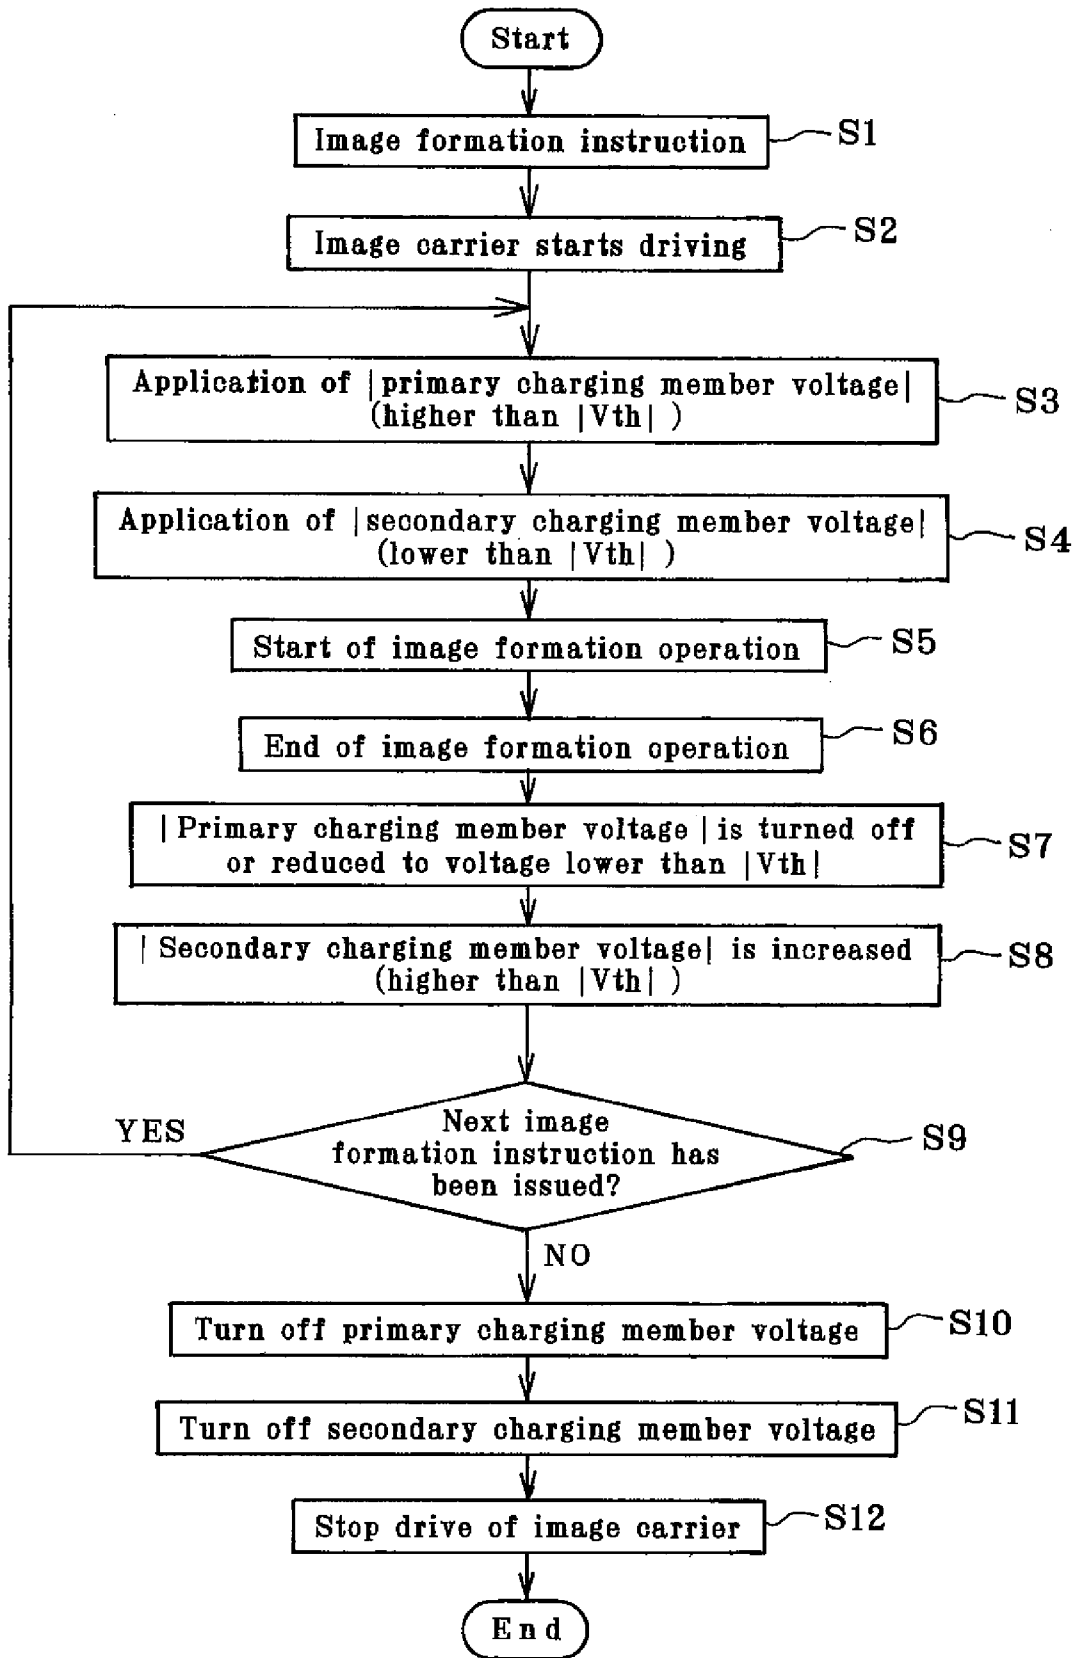 Start
Image formation instruction
S1
Image carrier starts driving
S2
Application of |primary charging member voltage|
(higher than |Vth| )
S3
Application of |secondary charging member voltage|
(lower than |Vth| )
S4
Start of image formation operation
S5
End of image formation operation
S6
| Primary charging member voltage | is turned off
or reduced to voltage lower than |Vth|
S7
| Secondary charging member voltage| is increased
(higher than |Vth| )
S8
YES
Next image
formation instruction has
been issued?
S9
NO
Turn off primary charging member voltage
S10
Turn off secondary charging member voltage
S11
Stop drive of image carrier
S12
End